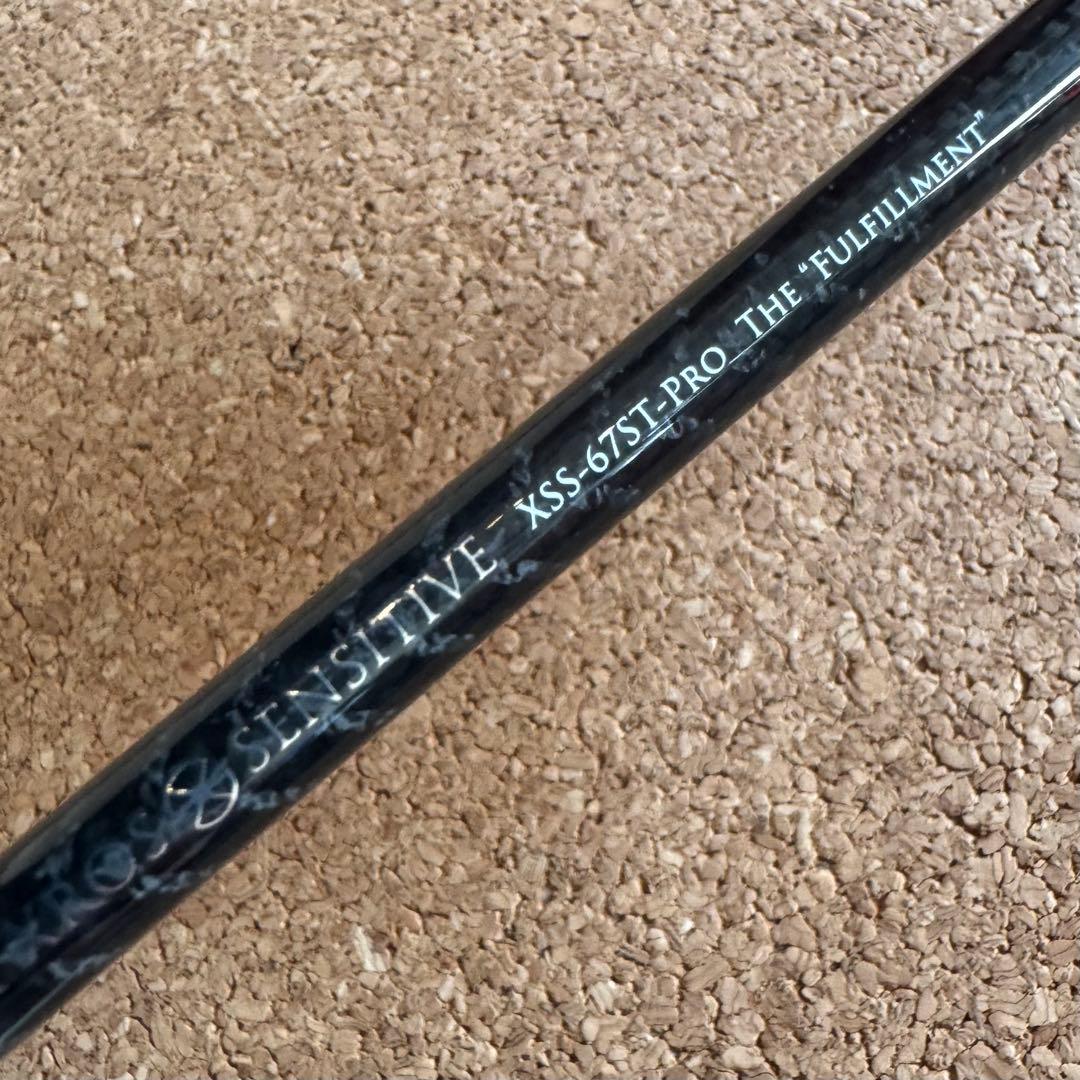 SENSITIVE XSS-67ST-PRO THE “FULFILLMENT”